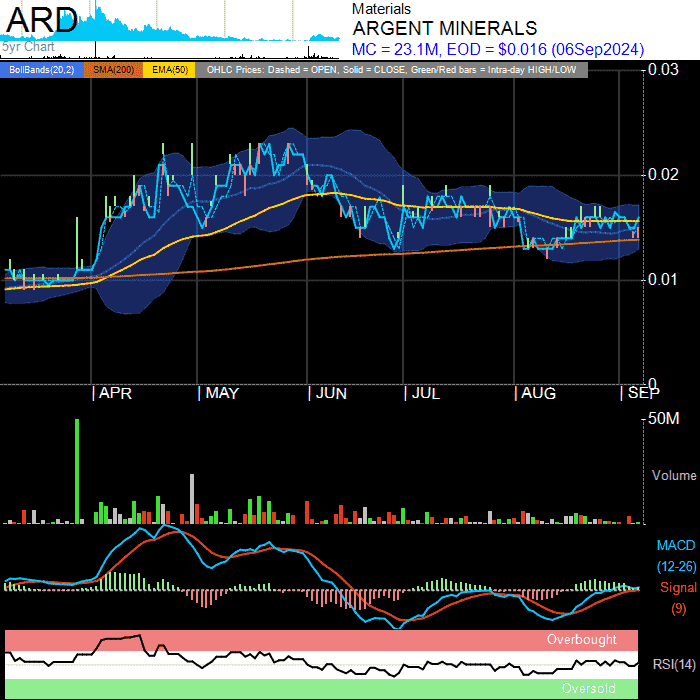 ARD
5yr Chart
Materials
ARGENT MINERALS
MC = 23.1M, EOD = $0.016 (06Sep2024)
BollBands(20,2) SMA(200) EMA(50) OHLC Prices: Dashed = OPEN, Solid = CLOSE, Green/Red bars = Intra-day HIGH/LOW
0.03
0.02
0.01
0
| APR | MAY | JUN | JUL | AUG | SEP
50M
Volume
MACD
(12-26)
Signal
(9)
Overbought
RSI(14)
Oversold